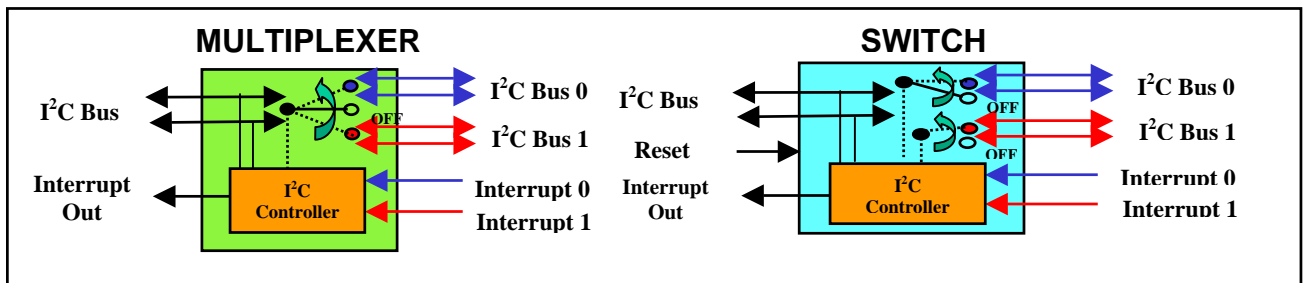 MULTIPLEXER
I²C Bus
Interrupt
Out
OFF
I²C
Controller
I²C Bus 0
I²C Bus 1
Interrupt 0
Interrupt 1
SWITCH
I²C Bus
Reset
Interrupt
Out
OFF
OFF
I²C
Controller
I²C Bus 0
I²C Bus 1
Interrupt 0
Interrupt 1